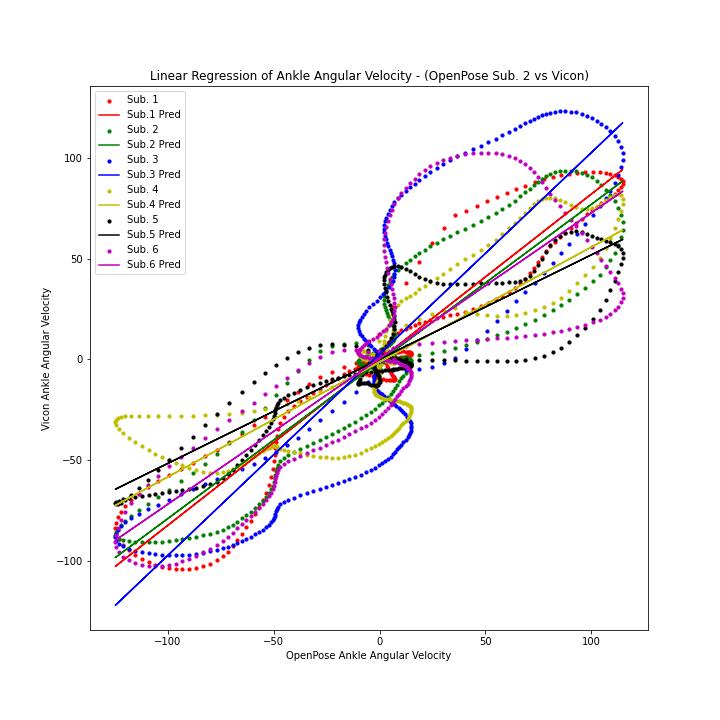 Linear Regression of Ankle Angular Velocity - (OpenPose Sub. 2 vs Vicon)
Sub. 1
Sub.1 Pred
Sub. 2
Sub.2 Pred
Sub. 3
Sub.3 Pred
Sub. 4
Sub.4 Pred
Sub. 5
Sub.5 Pred
Sub. 6
Sub.6 Pred
Vicon Ankle Angular Velocity
100
50
0
−50
−100
−100
−50
0
50
100
OpenPose Ankle Angular Velocity